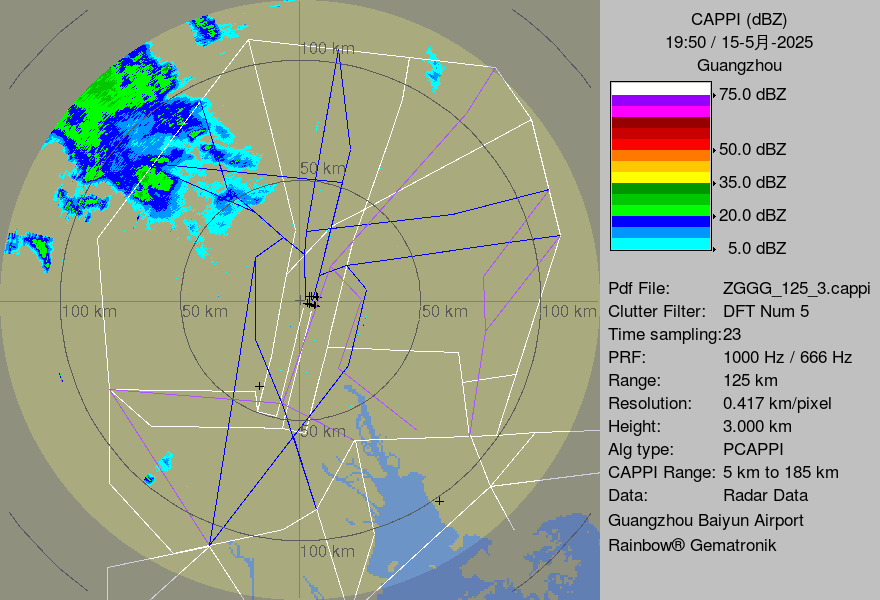 CAPPI (dBZ)
19:50 / 15-5月-2025
Guangzhou
75.0 dBZ
50.0 dBZ
35.0 dBZ
20.0 dBZ
5.0 dBZ
100 km
50 km
100 km
50 km
50 km
100 km
50 km
100 km
Pdf File: ZGGG_125_3.cappi
Clutter Filter: DFT Num 5
Time sampling:23
PRF: 1000 Hz / 666 Hz
Range: 125 km
Resolution: 0.417 km/pixel
Height: 3.000 km
Alg type: PCAPPI
CAPPI Range: 5 km to 185 km
Data: Radar Data
Guangzhou Baiyun Airport
Rainbow® Gematronik